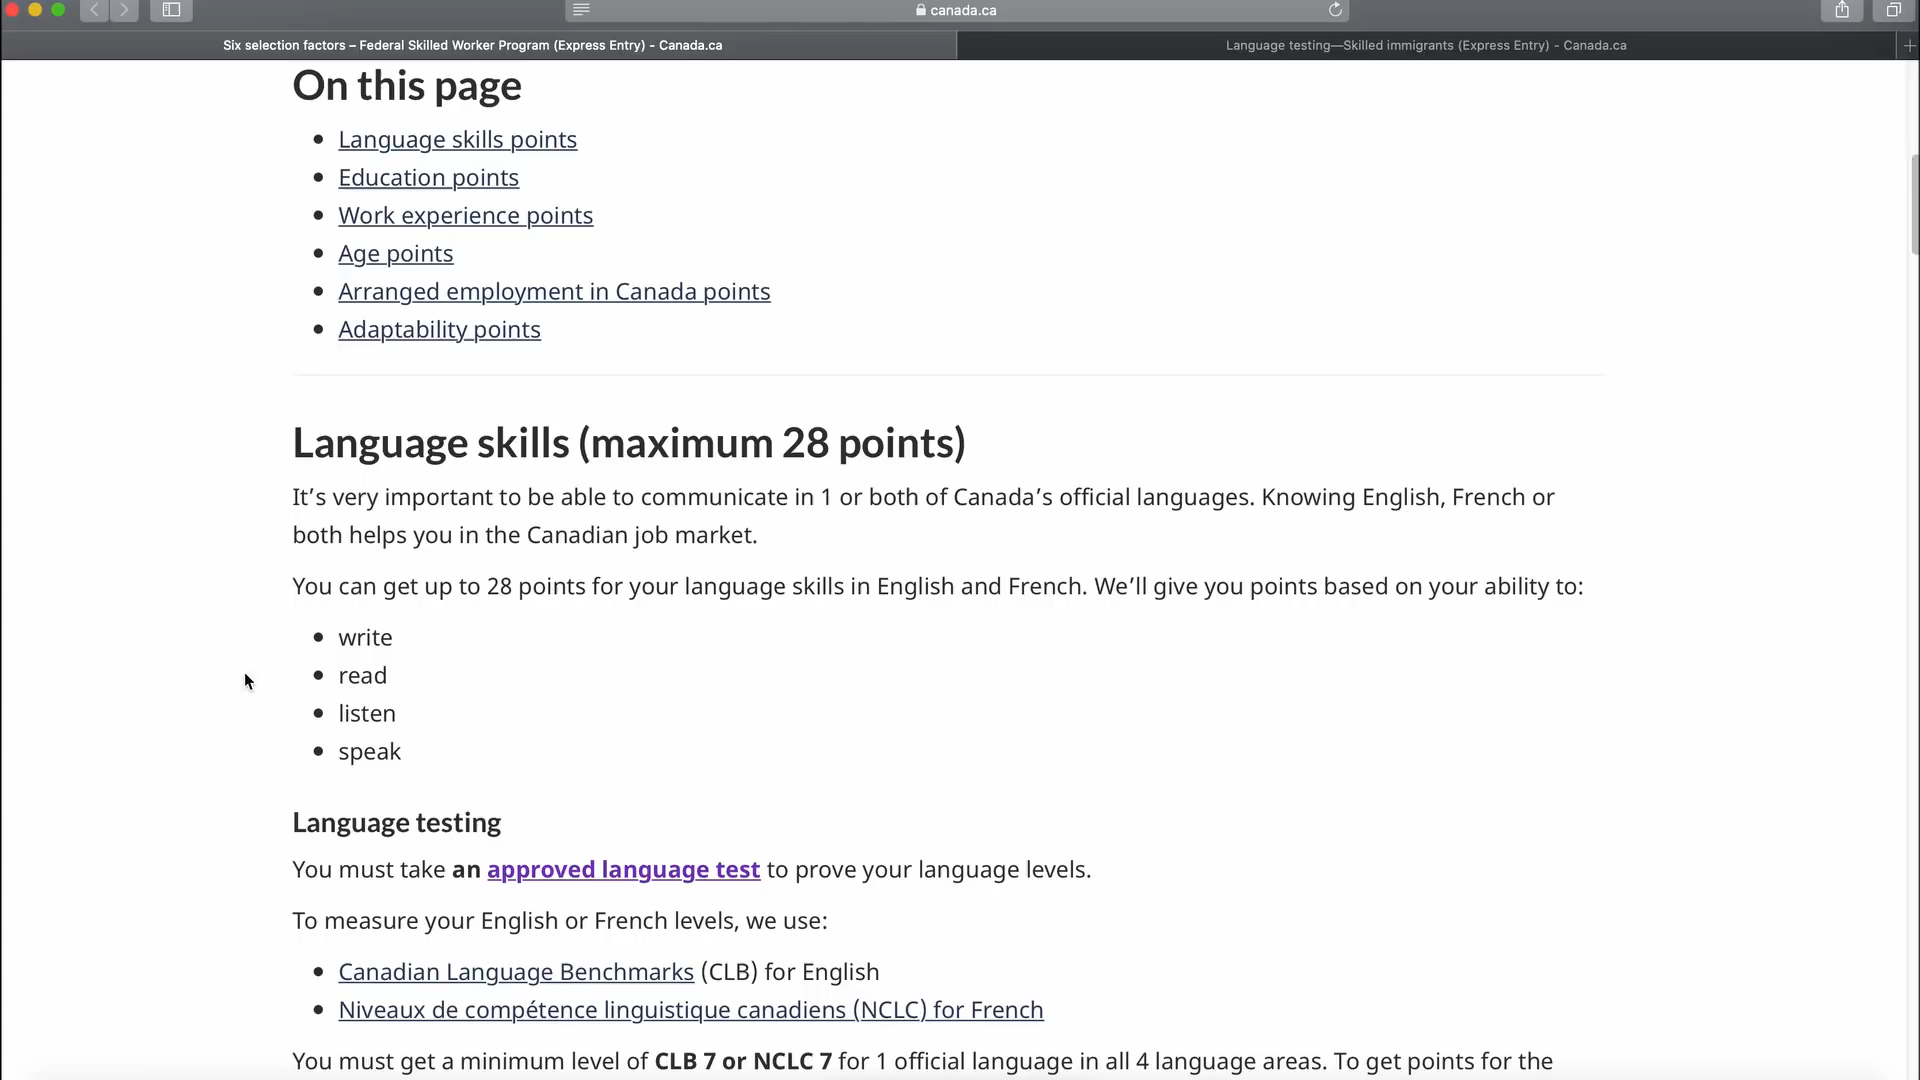 canada.ca
Six selection factors – Federal Skilled Worker Program (Express Entry) - Canada.ca
Language testing—Skilled immigrants (Express Entry) - Canada.ca
On this page
Language skills points
Education points
Work experience points
Age points
Arranged employment in Canada points
Adaptability points
Language skills (maximum 28 points)
It’s very important to be able to communicate in 1 or both of Canada’s official languages. Knowing English, French or
both helps you in the Canadian job market.
You can get up to 28 points for your language skills in English and French. We’ll give you points based on your ability to:
write
read
listen
speak
Language testing
You must take an approved language test to prove your language levels.
To measure your English or French levels, we use:
Canadian Language Benchmarks (CLB) for English
Niveaux de compétence linguistique canadiens (NCLC) for French
You must get a minimum level of CLB 7 or NCLC 7 for 1 official language in all 4 language areas. To get points for the